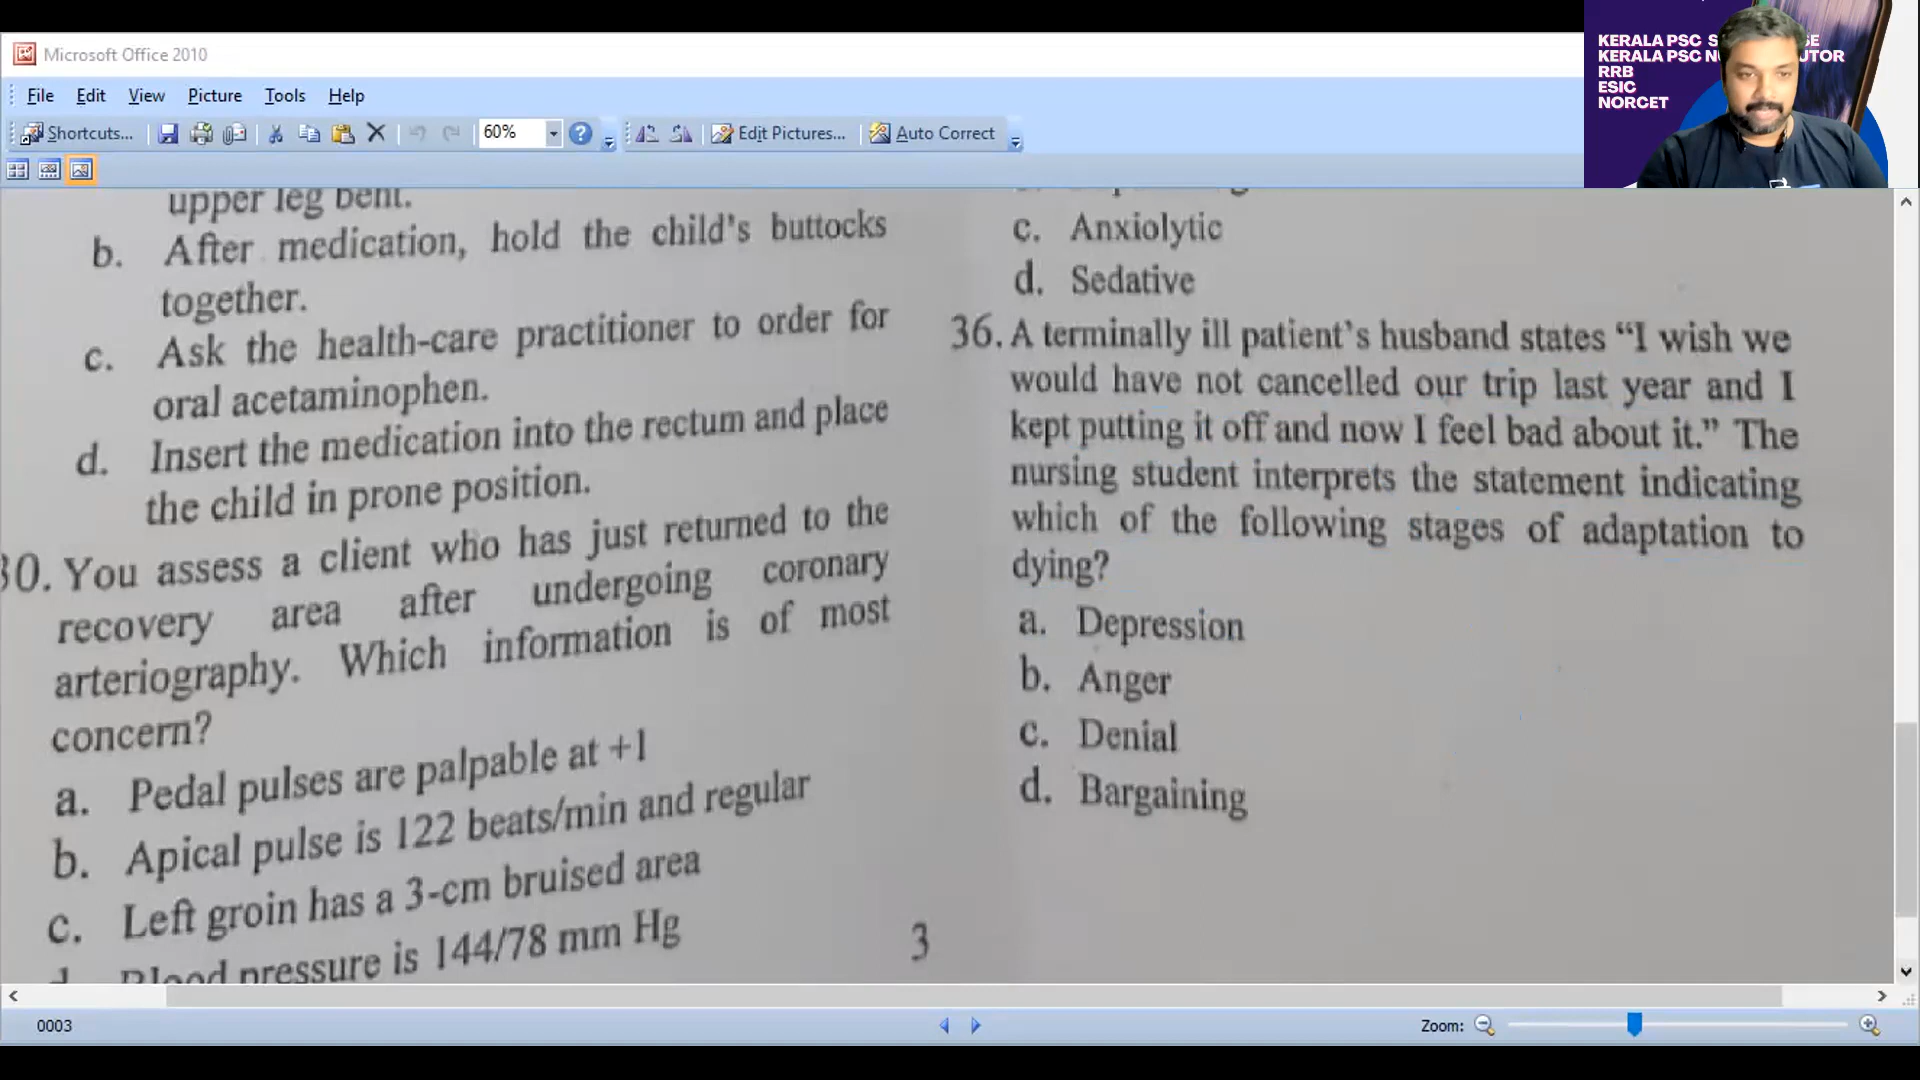 Microsoft Office 2010
File Edit View Picture Tools Help
Shortcuts... 60% Edit Pictures... Auto Correct
KERALA PSC
KERALA PSC
RRB
ESIC
NORCET
upper leg bent.
b. After medication, hold the child's buttocks
together.
c. Ask the health-care practitioner to order for
oral acetaminophen.
d. Insert the medication into the rectum and place
the child in prone position.
30. You assess a client who has just returned to the
recovery area after undergoing coronary
arteriography. Which information is of most
concern?
a. Pedal pulses are palpable at +1
b. Apical pulse is 122 beats/min and regular
c. Left groin has a 3-cm bruised area
d. Blood pressure is 144/78 mm Hg
c. Anxiolytic
d. Sedative
36. A terminally ill patient's husband states “I wish we
would have not cancelled our trip last year and I
kept putting it off and now I feel bad about it.” The
nursing student interprets the statement indicating
which of the following stages of adaptation to
dying?
a. Depression
b. Anger
c. Denial
d. Bargaining
3
0003
Zoom: